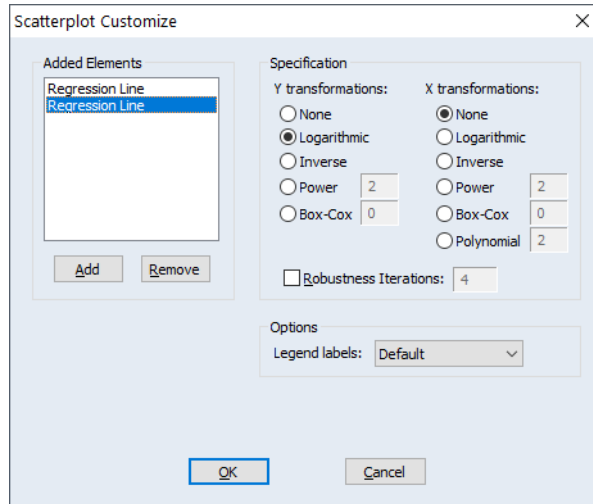 Scatterplot Customize
Added Elements
Regression Line
Regression Line
Add
Remove
Specification
Y transformations:
None
Logarithmic
Inverse
Power 2
Box-Cox 0
X transformations:
None
Logarithmic
Inverse
Power 2
Box-Cox 0
Polynomial 2
Robustness Iterations: 4
Options
Legend labels: Default
OK
Cancel